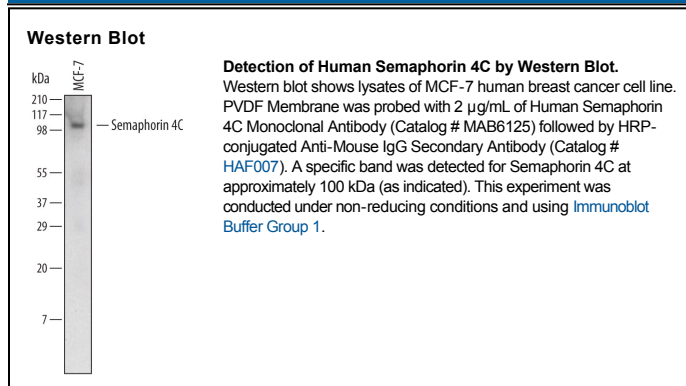 Western Blot
kDa
MCF-7
210
117
98
Semaphorin 4C
55
37
29
20
7
Detection of Human Semaphorin 4C by Western Blot.
Western blot shows lysates of MCF-7 human breast cancer cell line.
PVDF Membrane was probed with 2 µg/mL of Human Semaphorin
4C Monoclonal Antibody (Catalog # MAB6125) followed by HRP-
conjugated Anti-Mouse IgG Secondary Antibody (Catalog #
HAF007). A specific band was detected for Semaphorin 4C at
approximately 100 kDa (as indicated). This experiment was
conducted under non-reducing conditions and using Immunoblot
Buffer Group 1.